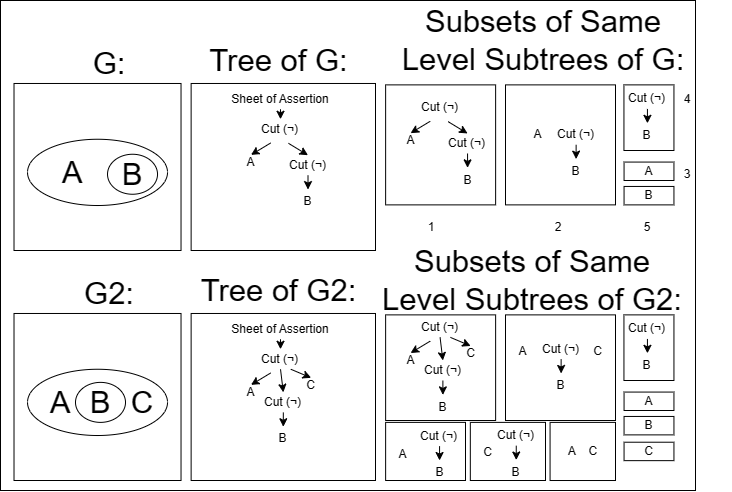 Subsets of Same
G:
Tree of G:
Level Subtrees of G:
A B
Sheet of Assertion
Cut (¬)
A
Cut (¬)
B
Cut (¬)
A
Cut (¬)
B
A Cut (¬)
B
Cut (¬)
B
4
A
3
B
1
2
5
Subsets of Same
G2:
Tree of G2:
Level Subtrees of G2:
A B C
Sheet of Assertion
Cut (¬)
A
C
Cut (¬)
B
Cut (¬)
A
C
Cut (¬)
B
A Cut (¬) C
B
Cut (¬)
B
A
B
C
A Cut (¬)
B
C Cut (¬)
B
A C